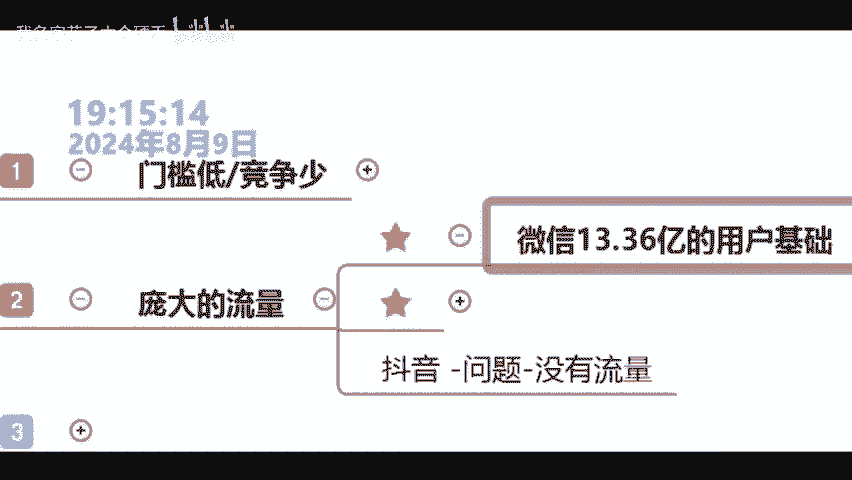 19:15:14
2024年8月9日
1 门槛低/竞争少
微信13.36亿的用户基础
2 庞大的流量
抖音 -问题-没有流量
3